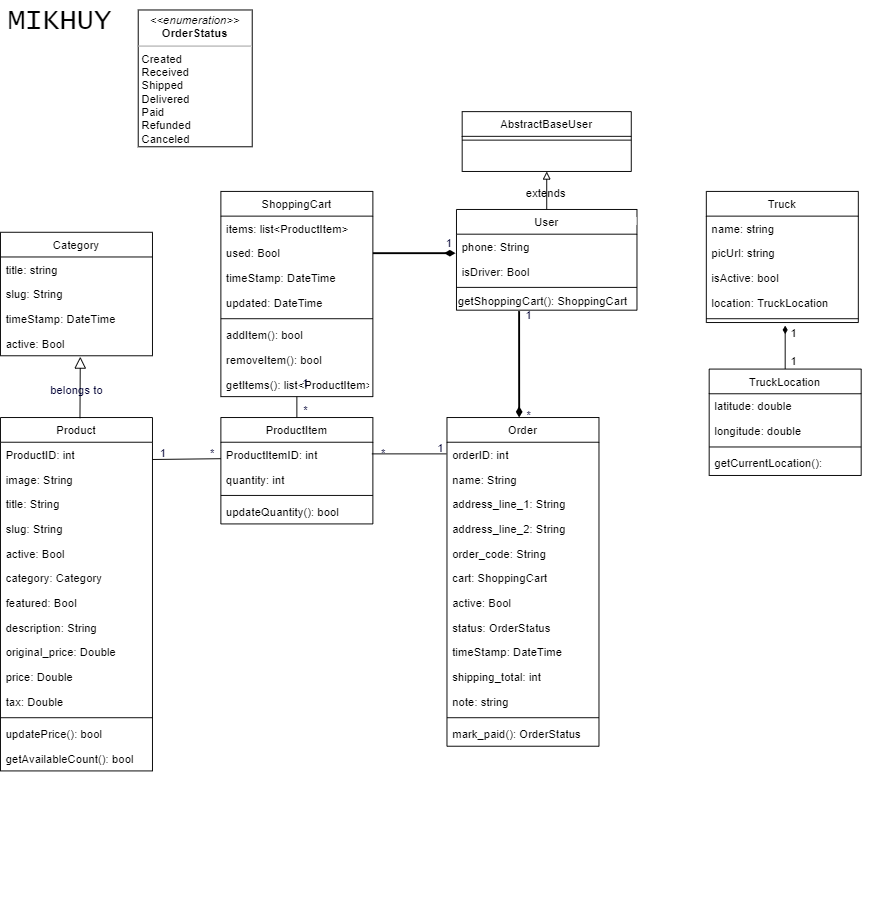 MIKHUY
<<enumeration>>
OrderStatus
Created
Received
Shipped
Delivered
Paid
Refunded
Canceled
AbstractBaseUser
extends
ShoppingCart
items: list<ProductItem>
used: Bool
timeStamp: DateTime
updated: DateTime
addItem(): bool
removeItem(): bool
getItems(): list<ProductItem>
1
*
User
phone: String
isDriver: Bool
getShoppingCart(): ShoppingCart
1
1
*
Truck
name: string
picUrl: string
isActive: bool
location: TruckLocation
1
1
TruckLocation
latitude: double
longitude: double
getCurrentLocation():
Category
title: string
slug: String
timeStamp: DateTime
active: Bool
belongs to
Product
ProductID: int
image: String
title: String
slug: String
active: Bool
category: Category
featured: Bool
description: String
original_price: Double
price: Double
tax: Double
updatePrice(): bool
getAvailableCount(): bool
1
*
ProductItem
ProductItemID: int
quantity: int
updateQuantity(): bool
*
1
Order
orderID: int
name: String
address_line_1: String
address_line_2: String
order_code: String
cart: ShoppingCart
active: Bool
status: OrderStatus
timeStamp: DateTime
shipping_total: int
note: string
mark_paid(): OrderStatus